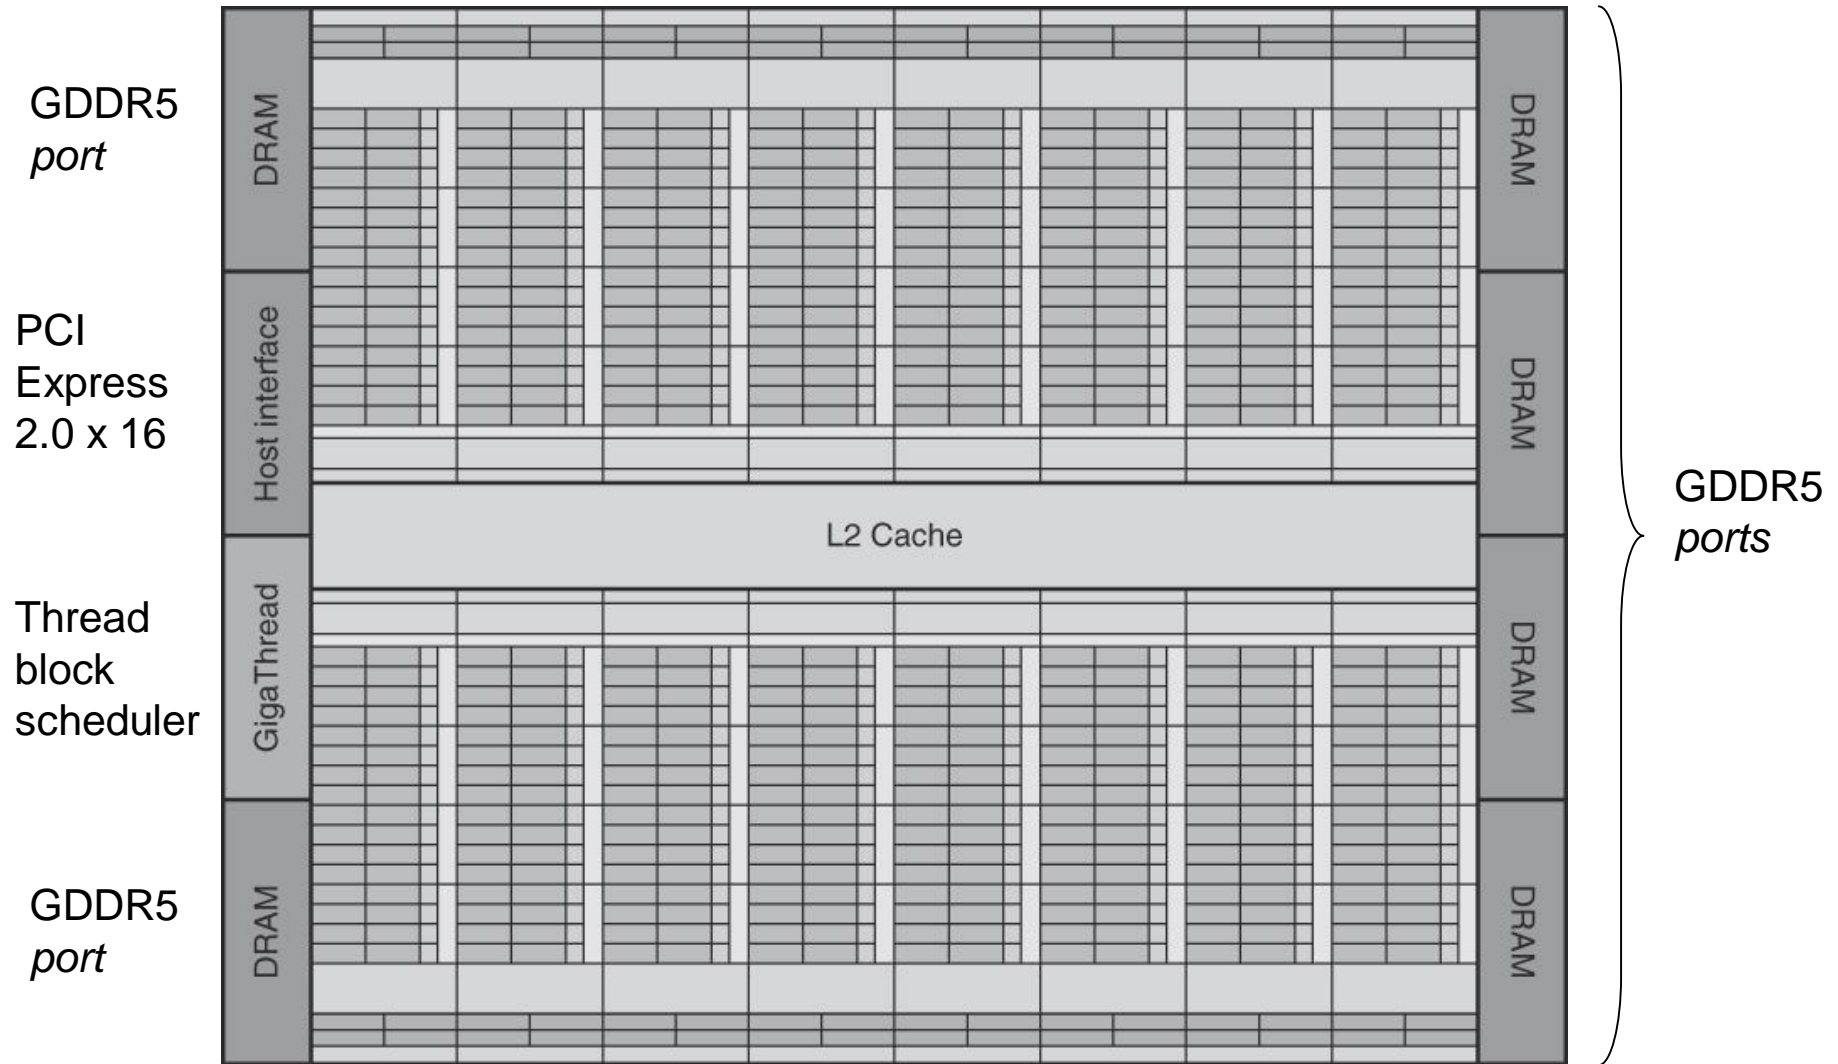 GDDR5
port
PCI
Express
2.0 x 16
Thread
block
scheduler
GDDR5
port
DRAM
Host interface
GigaThread
DRAM
L2 Cache
DRAM
DRAM
DRAM
DRAM
GDDR5
ports